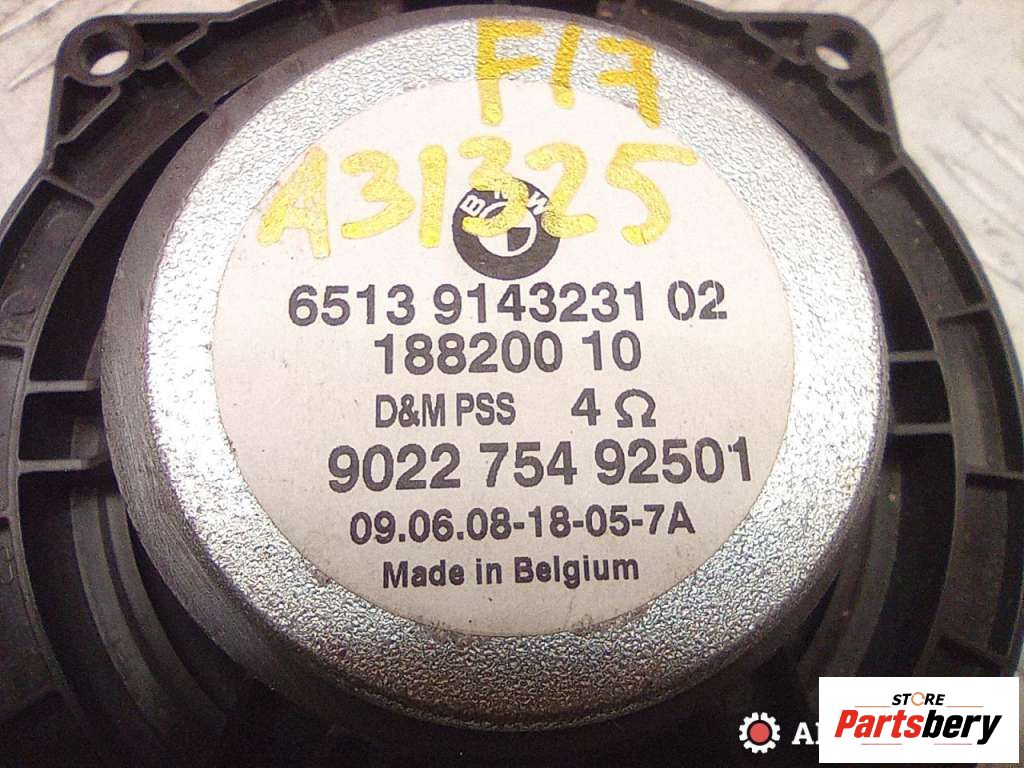 F17
A31325
BMW
6513 9143231 02
188200 10
D&M PSS 4 Ω
9022 754 92501
09.06.08-18-05-7A
Made in Belgium
STORE
Partsbery